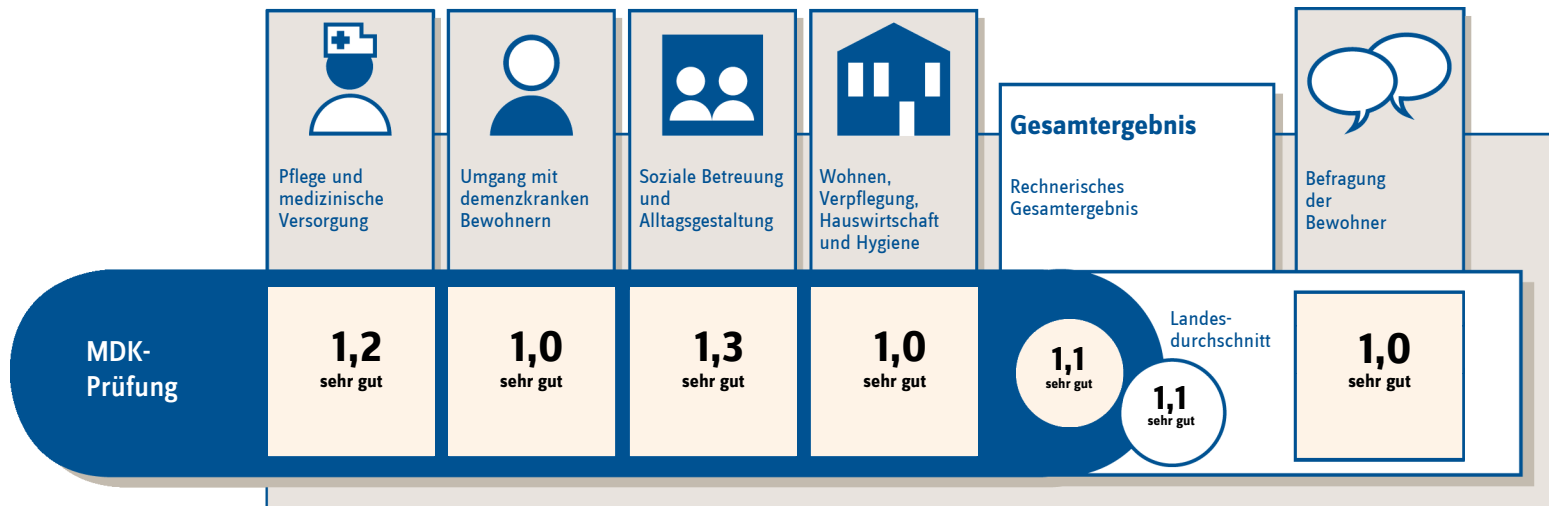 Pflege und
medizinische
Versorgung
Umgang mit
demenzkranken
Bewohnern
Soziale Betreuung
und
Alltagsgestaltung
Wohnen,
Verpflegung,
Hauswirtschaft
und Hygiene
Gesamtergebnis
Rechnerisches
Gesamtergebnis
Befragung
der
Bewohner
MDK-
Prüfung
1,2
sehr gut
1,0
sehr gut
1,3
sehr gut
1,0
sehr gut
1,1
sehr gut
Landes-
durchschnitt
1,1
sehr gut
1,0
sehr gut